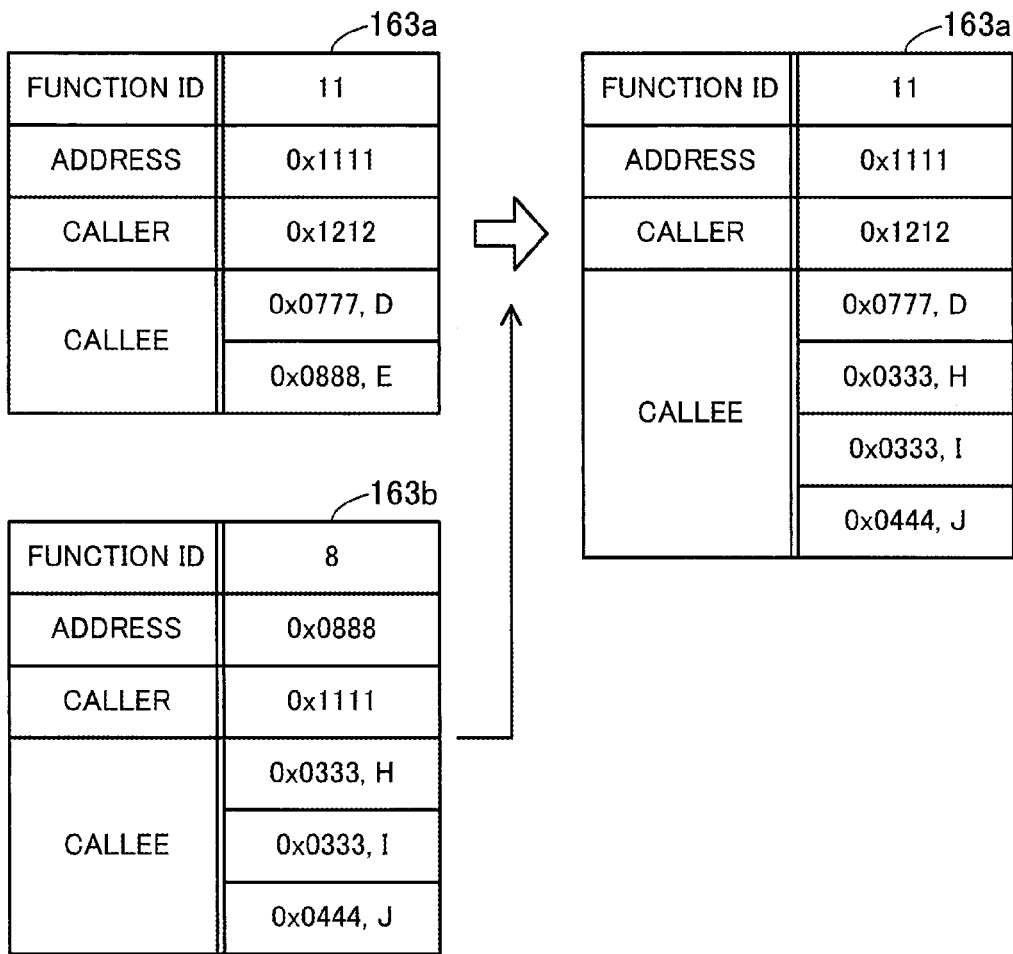 163a
FUNCTION ID 11
ADDRESS 0x1111
CALLER 0x1212
CALLEE
0x0777, D
0x0888, E
163b
FUNCTION ID 8
ADDRESS 0x0888
CALLER 0x1111
CALLEE
0x0333, H
0x0333, I
0x0444, J
163a
FUNCTION ID 11
ADDRESS 0x1111
CALLER 0x1212
CALLEE
0x0777, D
0x0333, H
0x0333, I
0x0444, J